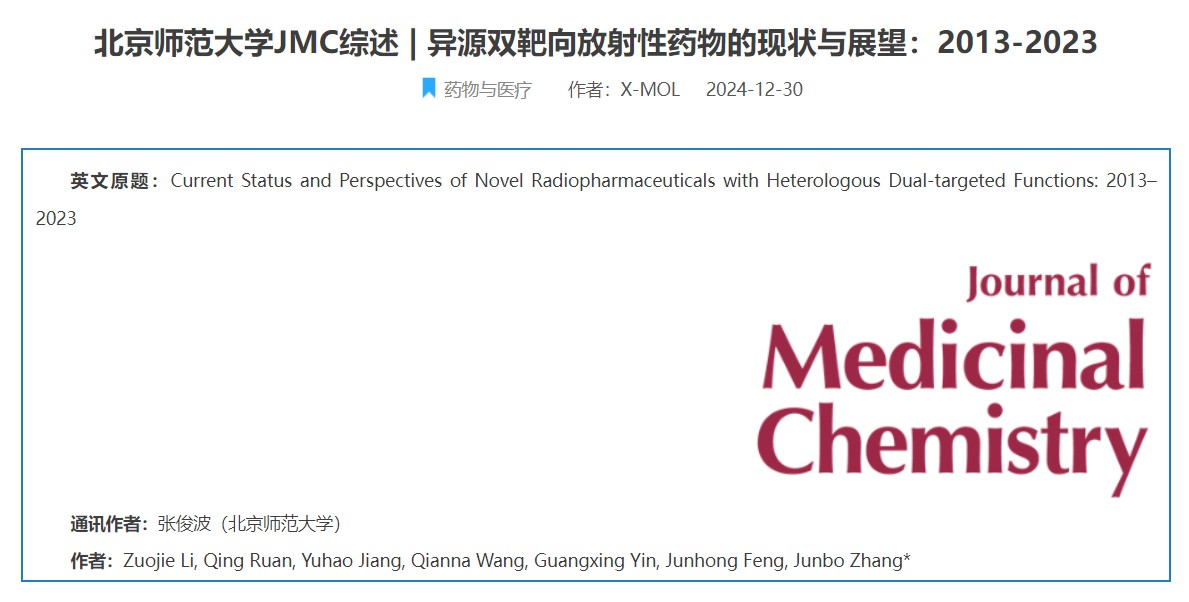 北京师范大学JMC综述 | 异源双靶向放射性药物的现状与展望：2013-2023
药物与医疗 作者：X-MOL 2024-12-30
英文原题：Current Status and Perspectives of Novel Radiopharmaceuticals with Heterologous Dual-targeted Functions: 2013–
2023
Journal of
Medicinal
Chemistry
通讯作者：张俊波（北京师范大学）
作者：Zuojie Li, Qing Ruan, Yuhao Jiang, Qianna Wang, Guangxing Yin, Junhong Feng, Junbo Zhang*